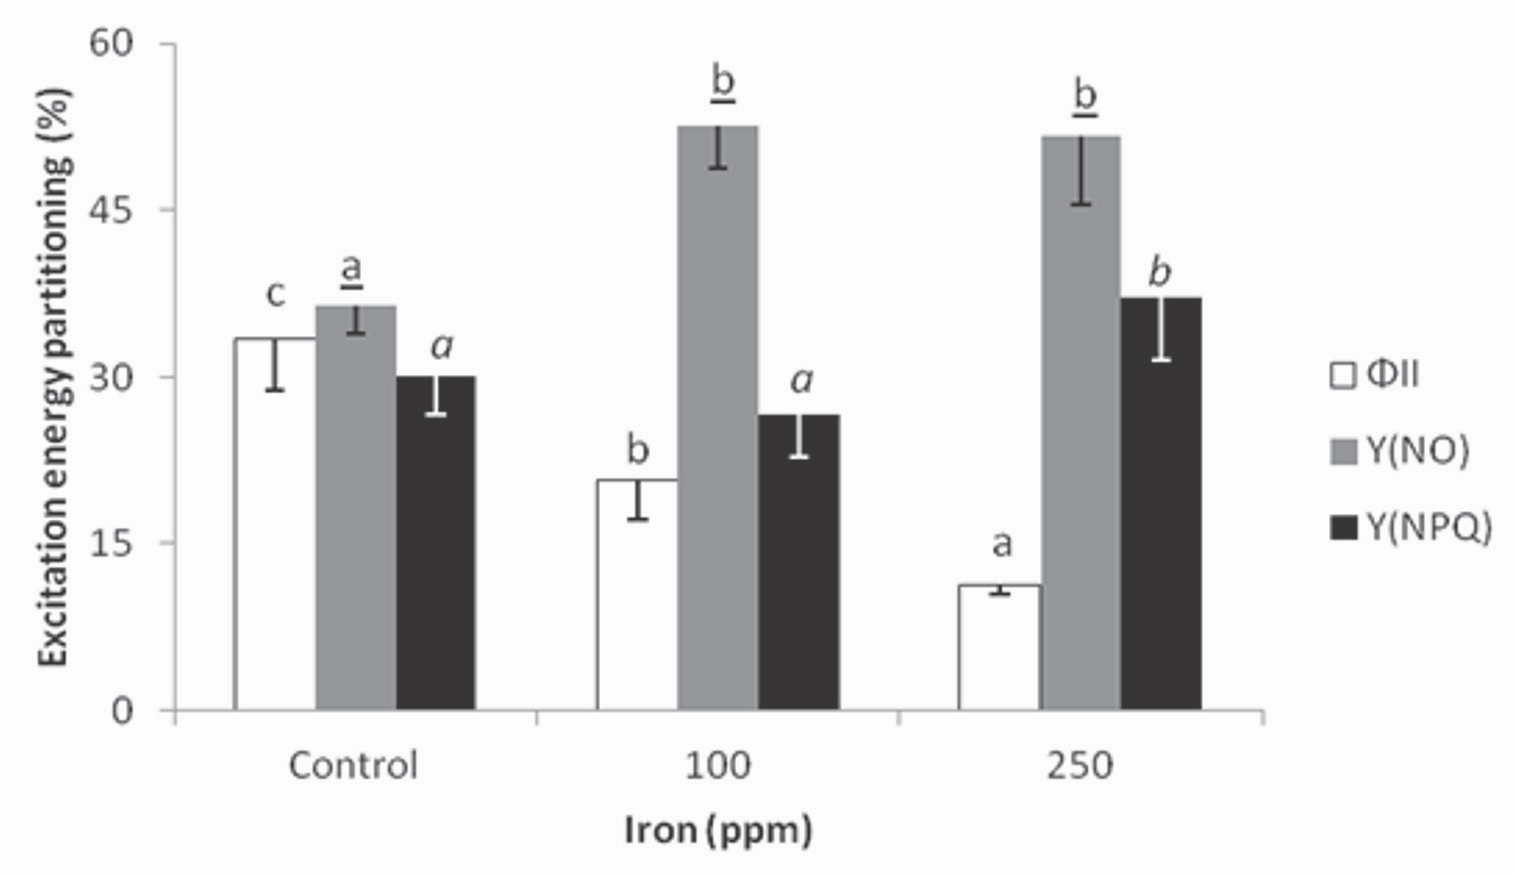 Excitation energy partitioning (%)
60
45
30
15
0
c
a
a
b
b
a
a
b
b
Control
100
250
Iron (ppm)
ΦII
Y(NO)
Y(NPQ)